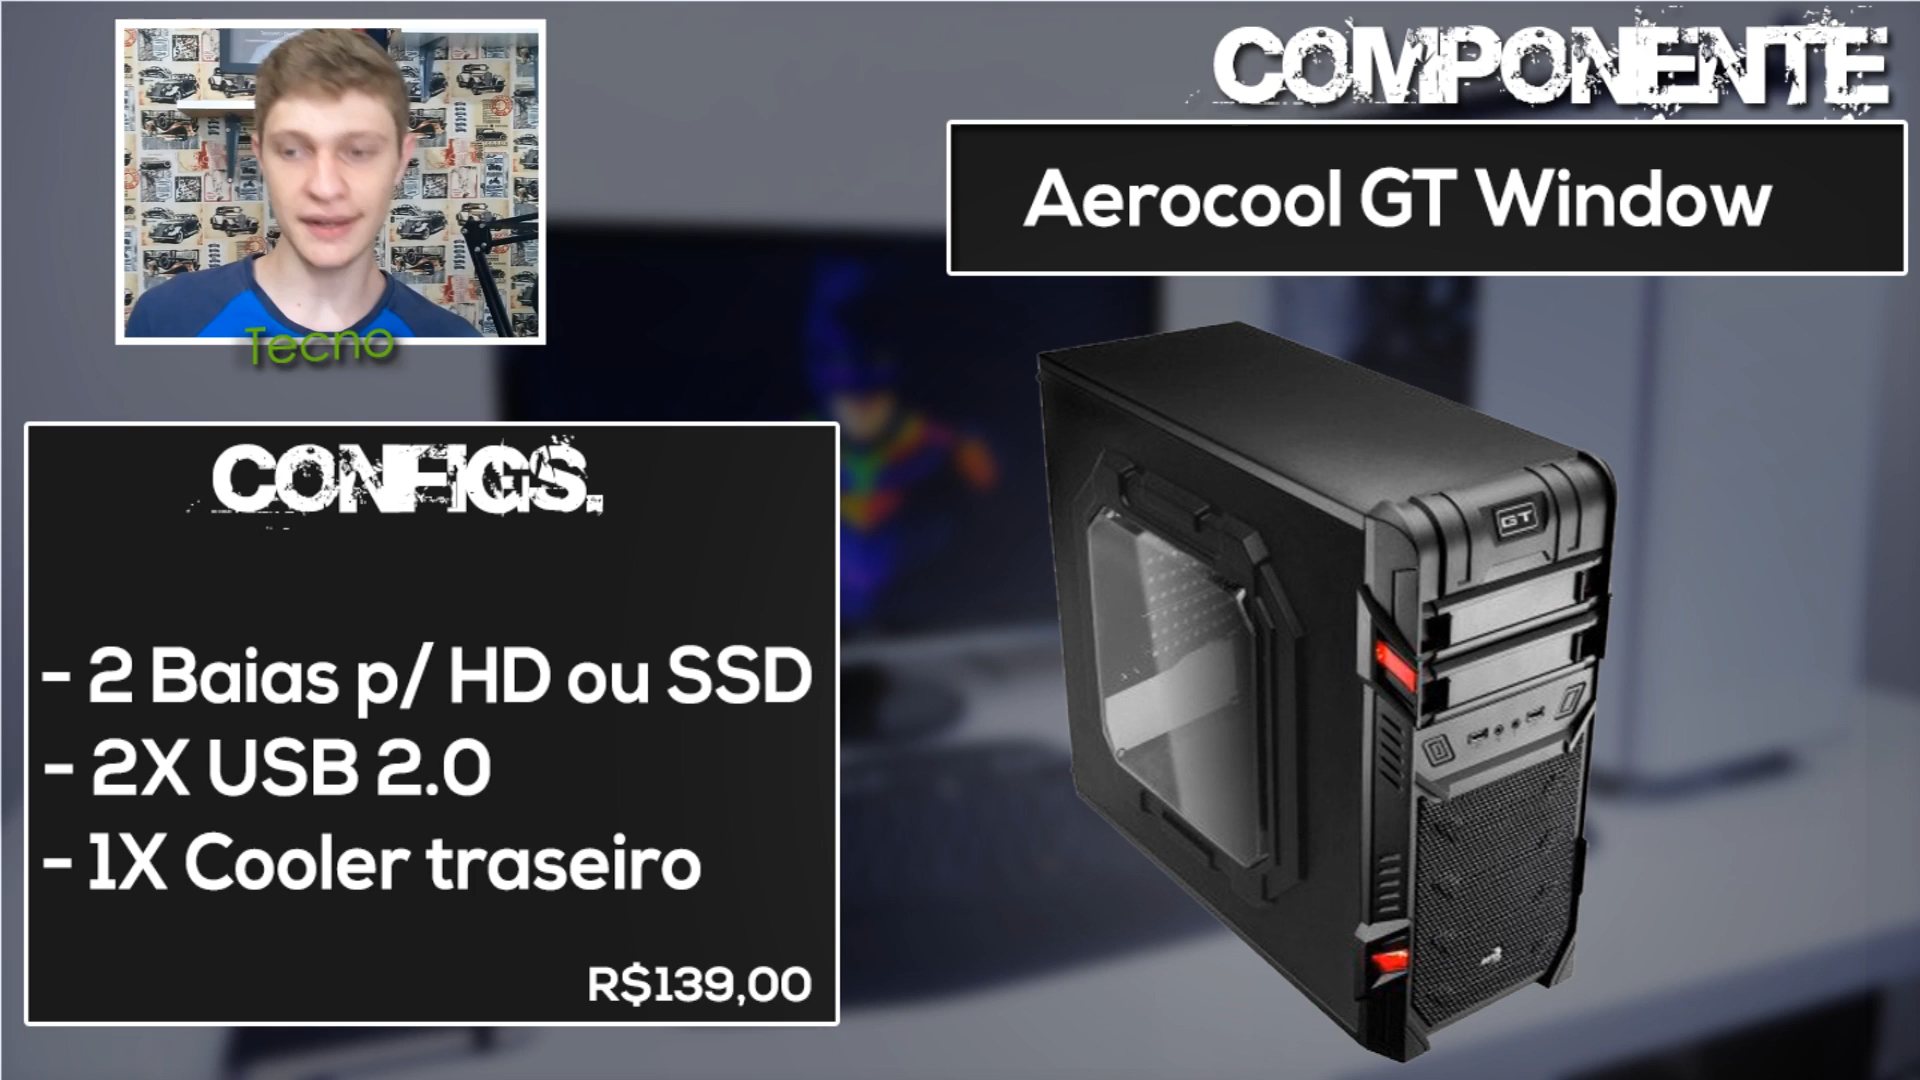 COMPONENTE
Aerocool GT Window
Tecno
CONFIGS.
- 2 Baias p/ HD ou SSD
- 2X USB 2.0
- 1X Cooler traseiro
R$139,00
GT